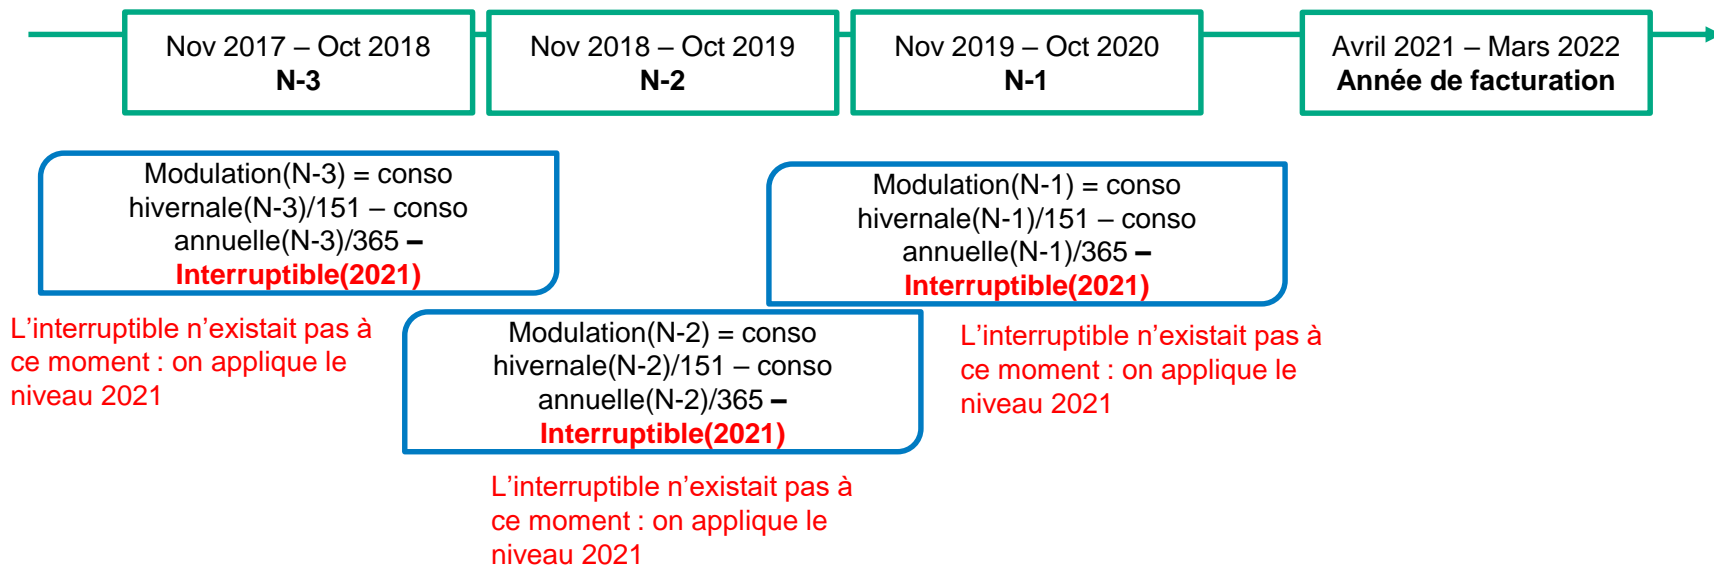 Nov 2017 – Oct 2018
N-3
Nov 2018 – Oct 2019
N-2
Nov 2019 – Oct 2020
N-1
Avril 2021 – Mars 2022
Année de facturation
Modulation(N-3) = conso
hivernale(N-3)/151 – conso
annuelle(N-3)/365 –
Interruptible(2021)
L’interruptible n’existait pas à
ce moment : on applique le
niveau 2021
Modulation(N-2) = conso
hivernale(N-2)/151 – conso
annuelle(N-2)/365 –
Interruptible(2021)
L’interruptible n’existait pas à
ce moment : on applique le
niveau 2021
Modulation(N-1) = conso
hivernale(N-1)/151 – conso
annuelle(N-1)/365 –
Interruptible(2021)
L’interruptible n’existait pas à
ce moment : on applique le
niveau 2021